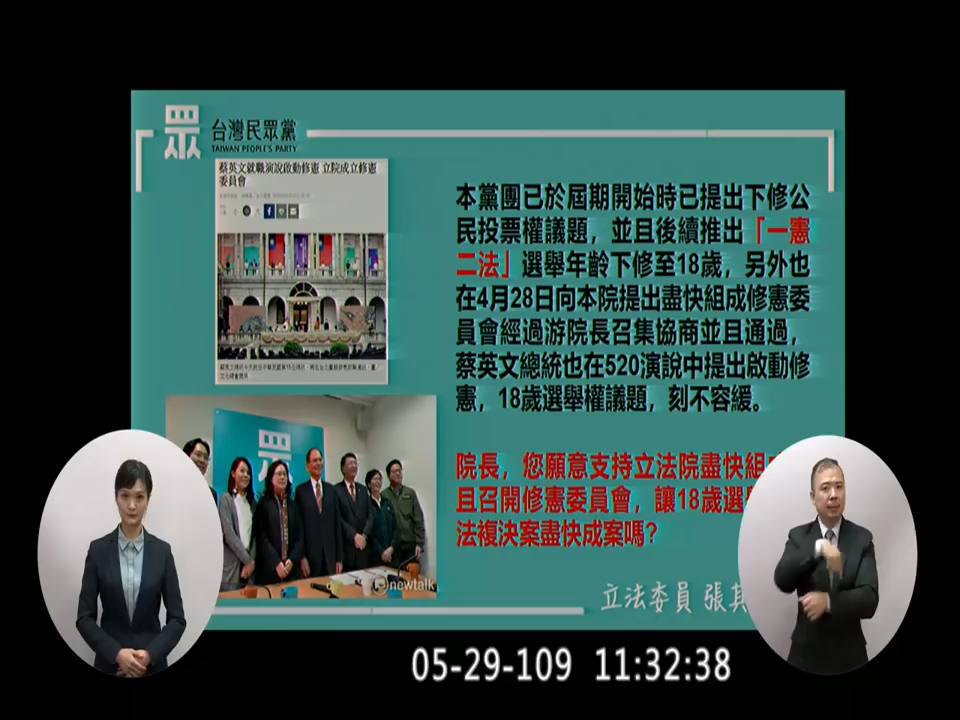 眾 台灣民眾黨
TAIWAN PEOPLE'S PARTY
蔡英文就職演說啟動修憲 立院成立修憲
委員會
本黨團已於屆期開始時已提出下修公
民投票權議題，並且後續推出「一憲
二法」選舉年齡下修至18歲，另外也
在4月28日向本院提出盡快組成修憲委
員會經過游院長召集協商並且通過，
蔡英文總統也在520演說中提出啟動修
憲，18歲選舉權議題，刻不容緩。
眾
院長，您願意支持立法院盡快組
且召開修憲委員會，讓18歲選
法複決案盡快成案嗎?
newtalk
立法委員 張其
05-29-109 11:32:38